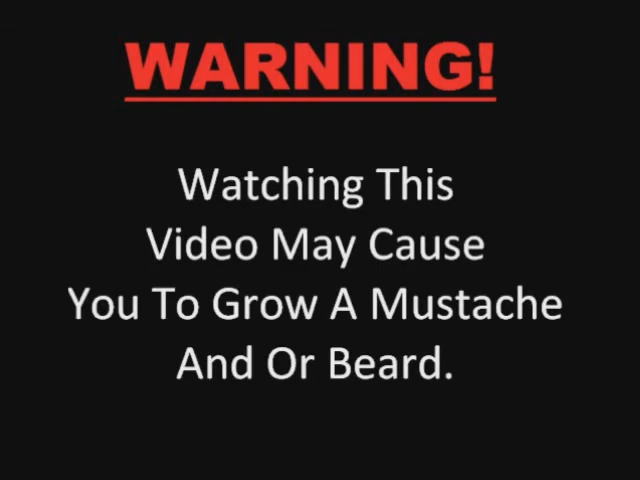 WARNING!
Watching This
Video May Cause
You To Grow A Mustache
And Or Beard.